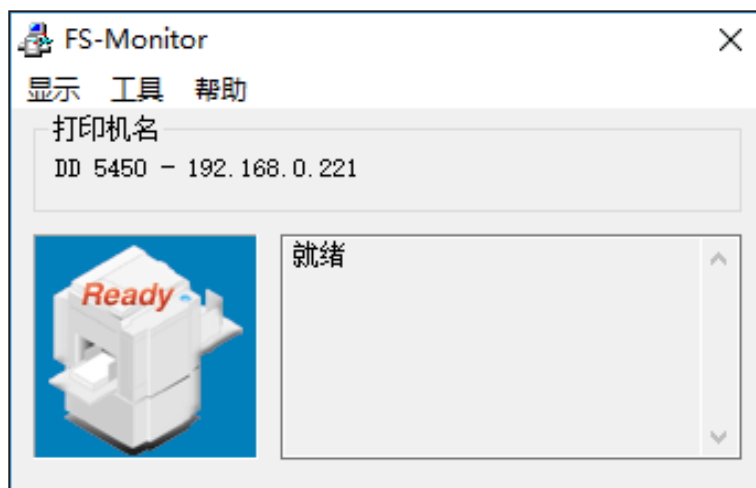 FS-Monitor
显示 工具 帮助
打印机名
DD 5450 - 192.168.0.221
Ready
就绪